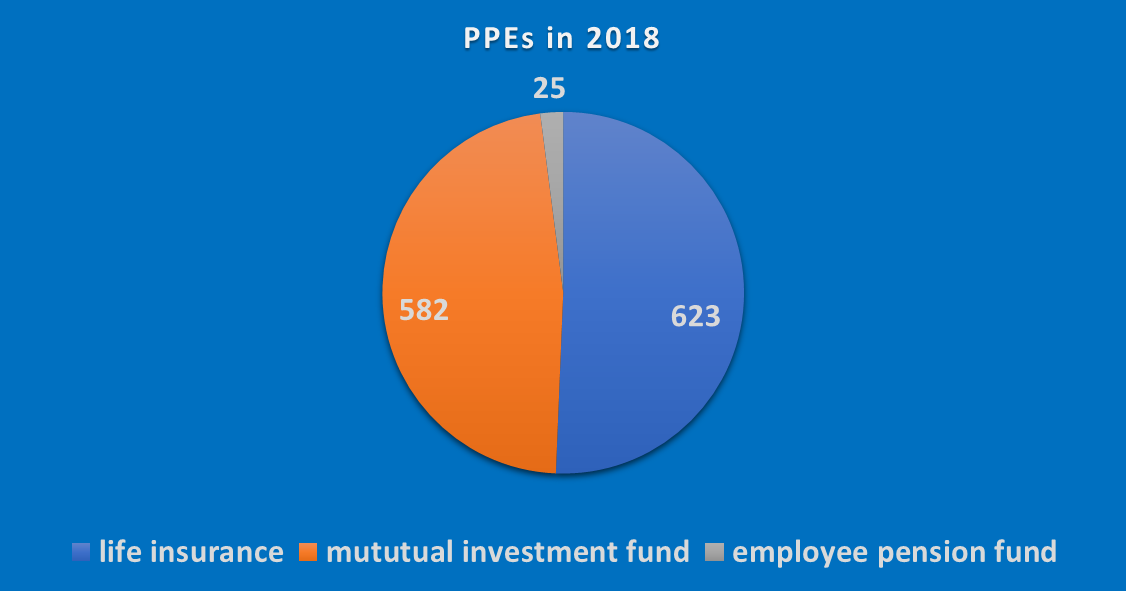 PPEs in 2018
25
582
623
life insurance mututual investment fund employee pension fund